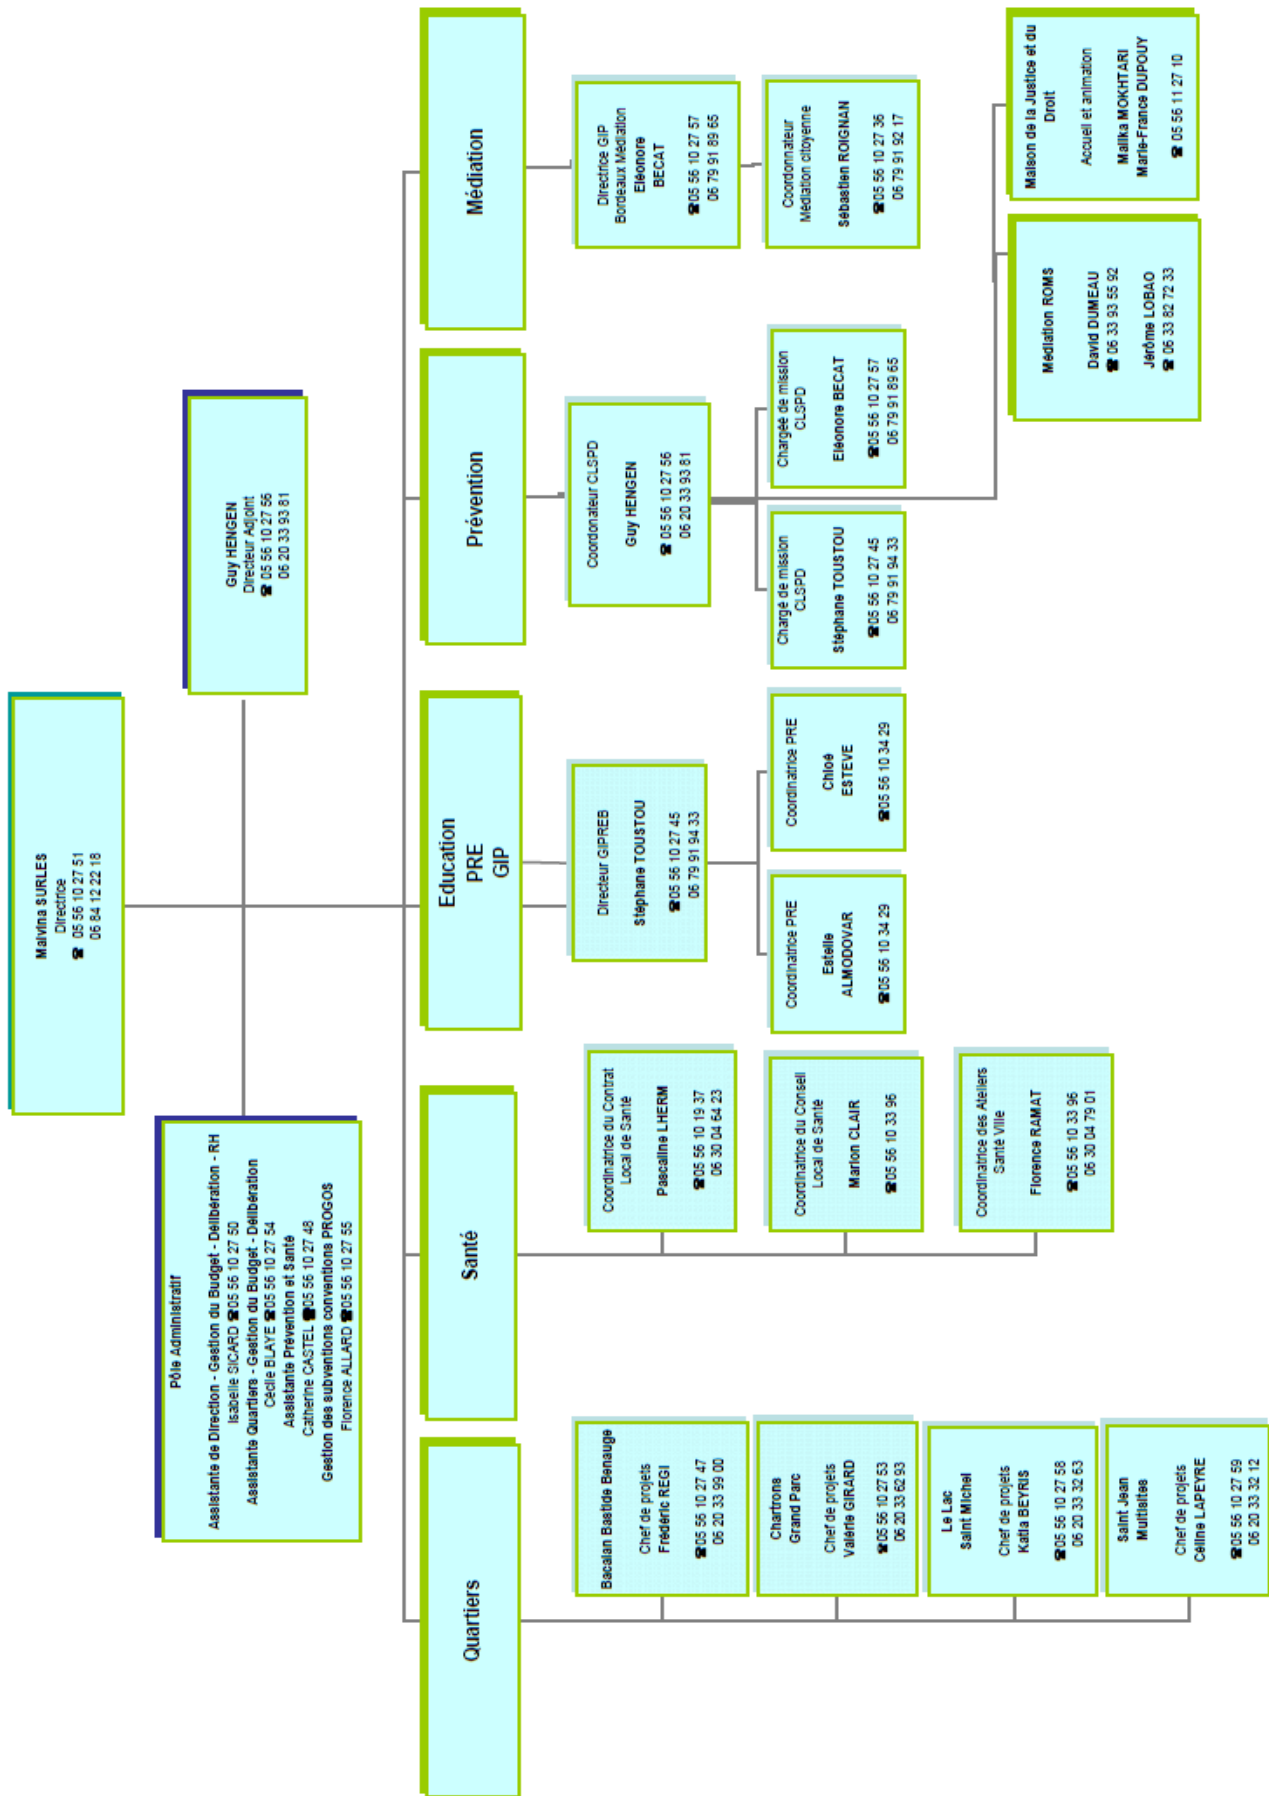 Malvina SURLES
Directrice
☎ 05 56 10 27 51
06 84 12 22 18
Pôle Administratif
Assistante de Direction - Gestion du Budget - Délibération - RH
Isabelle SICARD ☎05 56 10 27 50
Assistante Quartiers - Gestion du Budget - Délibération
Cécile BLAYE ☎05 56 10 27 54
Assistante Prévention et Santé
Catherine CASTEL ☎05 56 10 27 48
Gestion des subventions conventions PROGOS
Florence ALLARD ☎05 56 10 27 55
Guy HENGEN
Directeur Adjoint
☎ 05 56 10 27 56
06 20 33 93 81
Quartiers
Bacalan Bastide Benauge
Chef de projets
Frédéric REGI
☎05 56 10 27 47
06 20 33 99 00
Chartrons
Grand Parc
Chef de projets
Valérie GIRARD
☎05 56 10 27 53
06 20 33 62 93
Le Lac
Saint Michel
Chef de projets
Katia BEYRIS
☎05 56 10 27 58
06 20 33 32 63
Saint Jean
Multisites
Chef de projets
Céline LAPEYRE
☎05 56 10 27 59
06 20 33 32 12
Santé
Coordinatrice du Contrat
Local de Santé
Pascaline LHERM
☎05 56 10 19 37
06 30 04 64 23
Coordinatrice du Conseil
Local de Santé
Marion CLAIR
☎05 56 10 33 96
Coordinatrice des Ateliers
Santé Ville
Florence RAMAT
☎05 56 10 33 96
06 30 04 79 01
Education
PRE
GIP
Directeur GIPREB
Stéphane TOUSTOU
☎05 56 10 27 45
06 79 91 94 33
Coordinatrice PRE
Estelle
ALMODOVAR
☎05 56 10 34 29
Coordinatrice PRE
Chloé
ESTEVE
☎05 56 10 34 29
Prévention
Coordonateur CLSPD
Guy HENGEN
☎ 05 56 10 27 56
06 20 33 93 81
Chargé de mission
CLSPD
Stéphane TOUSTOU
☎05 56 10 27 45
06 79 91 94 33
Chargée de mission
CLSPD
Eléonore BECAT
☎05 56 10 27 57
06 79 91 89 65
Médiation
Directrice GIP
Bordeaux Médiation
Eléonore
BECAT
☎05 56 10 27 57
06 79 91 89 65
Coordonnateur
Médiation citoyenne
Sébastien ROIGNAN
☎05 56 10 27 36
06 79 91 92 17
Médiation ROMS
David DUMEAU
☎ 06 33 93 55 92
Jérôme LOBAO
☎ 06 33 82 72 33
Maison de la Justice et du
Droit
Accueil et animation
Malika MOKHTARI
Marie-France DUPOUY
☎ 05 56 11 27 10